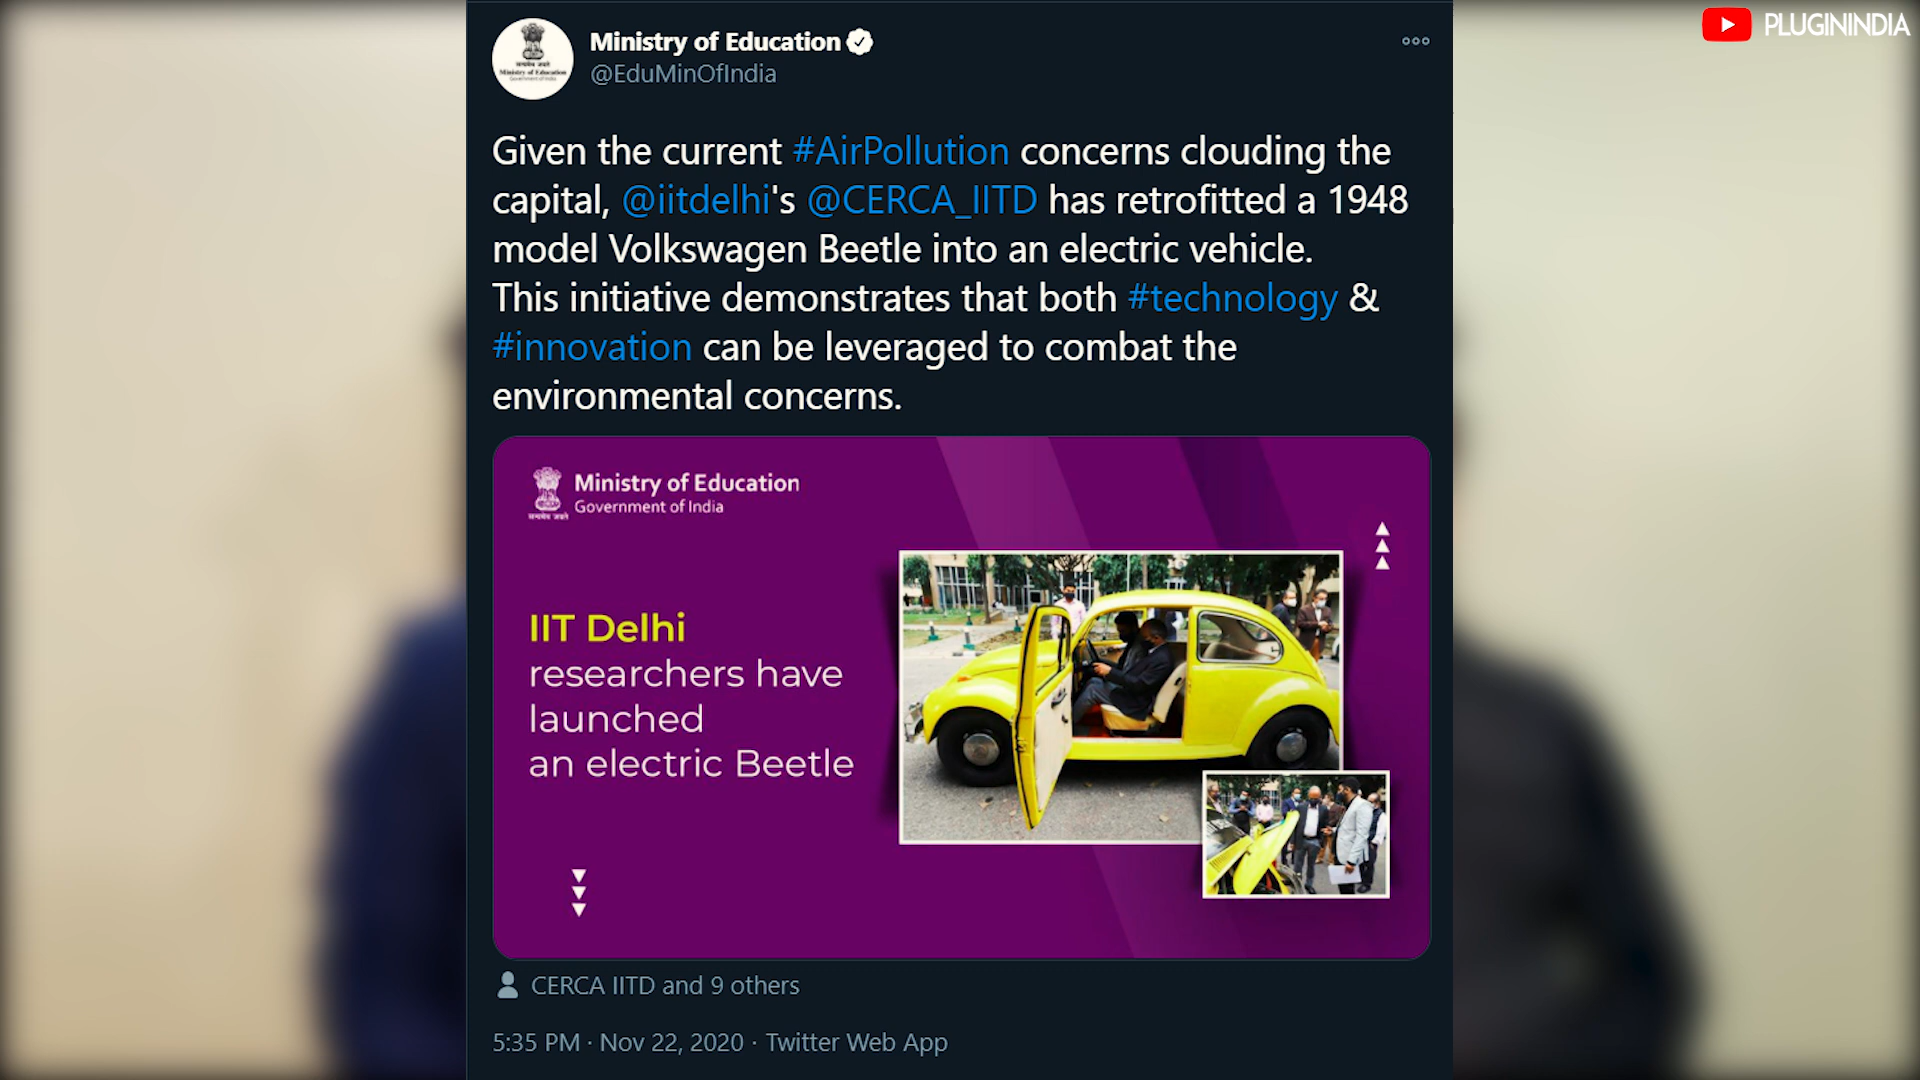 PLUGININDIA
Ministry of Education
@EduMinOfIndia
Given the current #AirPollution concerns clouding the
capital, @iitdelhi's @CERCA_IITD has retrofitted a 1948
model Volkswagen Beetle into an electric vehicle.
This initiative demonstrates that both #technology &
#innovation can be leveraged to combat the
environmental concerns.
Ministry of Education
Government of India
सत्यमेव जयते
IIT Delhi
researchers have
launched
an electric Beetle
CERCA IITD and 9 others
5:35 PM · Nov 22, 2020 · Twitter Web App